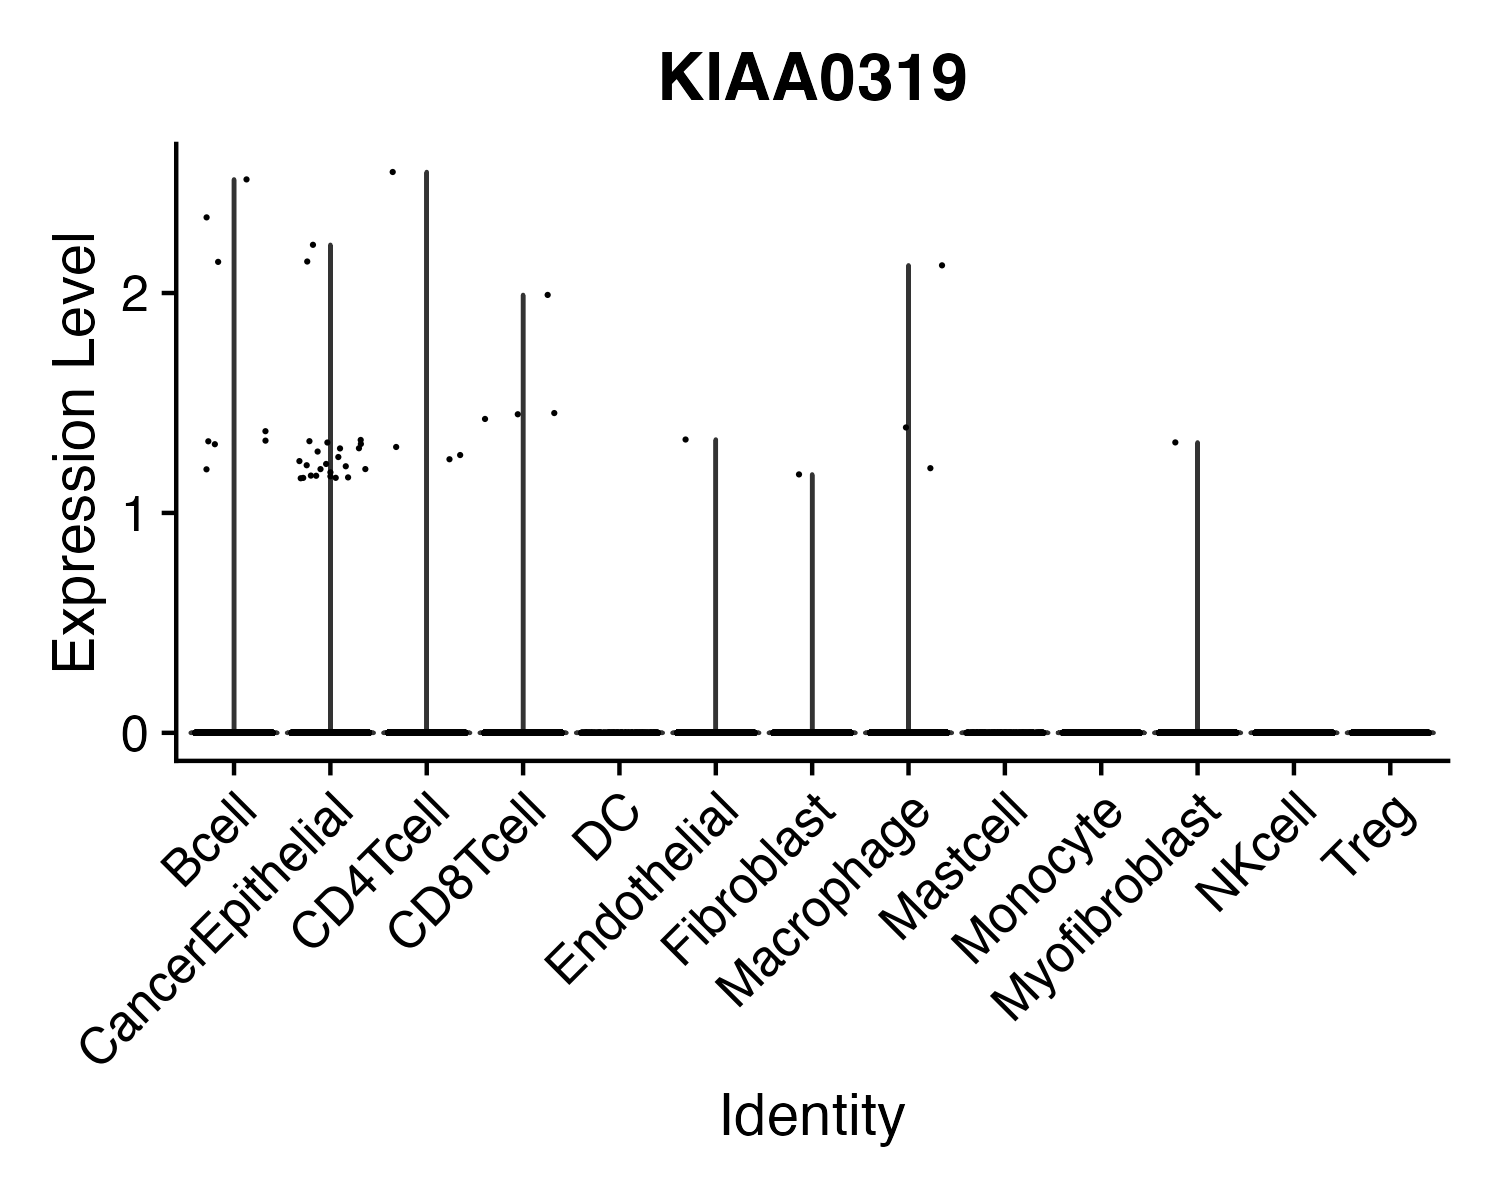 KIAA0319
Expression Level
2
1
0
Bcell
CancerEpithelial
CD4Tcell
CD8Tcell
DC
Endothelial
Fibroblast
Macrophage
Mastcell
Monocyte
Myofibroblast
NKcell
Treg
Identity